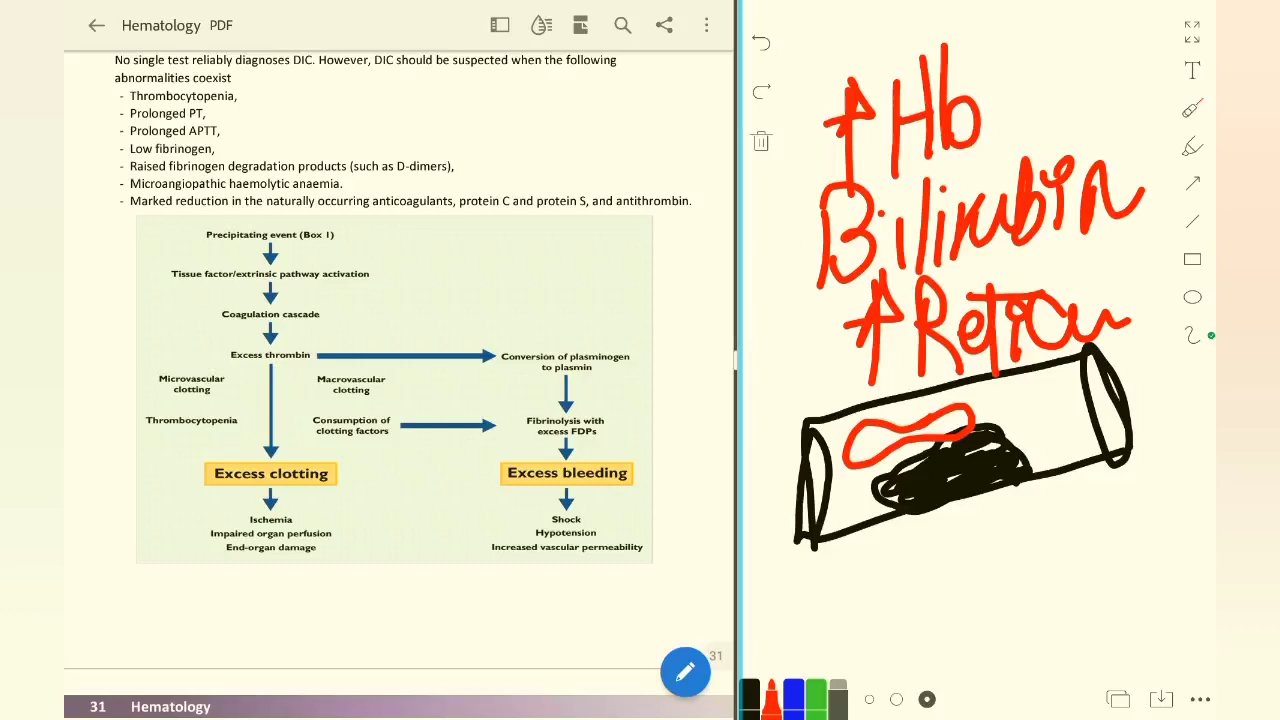 Hematology PDF
No single test reliably diagnoses DIC. However, DIC should be suspected when the following
abnormalities coexist
- Thrombocytopenia,
- Prolonged PT,
- Prolonged APTT,
- Low fibrinogen,
- Raised fibrinogen degradation products (such as D-dimers),
- Microangiopathic haemolytic anaemia.
- Marked reduction in the naturally occurring anticoagulants, protein C and protein S, and antithrombin.
Precipitating event (Box 1)
Tissue factor/extrinsic pathway activation
Coagulation cascade
Excess thrombin
Conversion of plasminogen
to plasmin
Microvascular
clotting
Macrovascular
clotting
Thrombocytopenia
Consumption of
clotting factors
Fibrinolysis with
excess FDPs
Excess clotting
Excess bleeding
Ischemia
Impaired organ perfusion
End-organ damage
Shock
Hypotension
Increased vascular permeability
31
31 Hematology
↑ Hb
Bilirubin
↑ Reticu
T